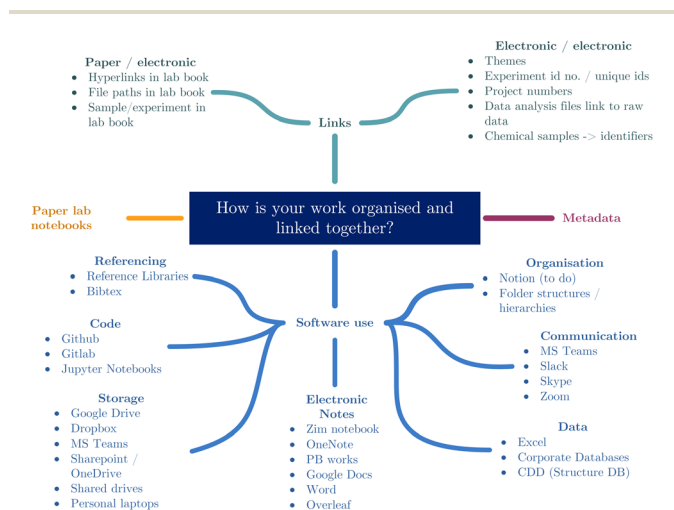 Paper / electronic
• Hyperlinks in lab book
• File paths in lab book
• Sample/experiment in
lab book
Electronic / electronic
• Themes
• Experiment id no. / unique ids
• Project numbers
• Data analysis files link to raw
data
• Chemical samples -> identifiers
Links
Paper lab
notebooks
How is your work organised and
linked together?
Metadata
Referencing
• Reference Libraries
• Bibtex
Code
• Github
• Gitlab
• Jupyter Notebooks
Storage
• Google Drive
• Dropbox
• MS Teams
• Sharepoint /
OneDrive
• Shared drives
• Personal laptops
Software use
Electronic
Notes
• Zim notebook
• OneNote
• PB works
• Google Docs
• Word
• Overleaf
Organisation
• Notion (to do)
• Folder structures /
hierarchies
Communication
• MS Teams
• Slack
• Skype
• Zoom
Data
• Excel
• Corporate Databases
• CDD (Structure DB)